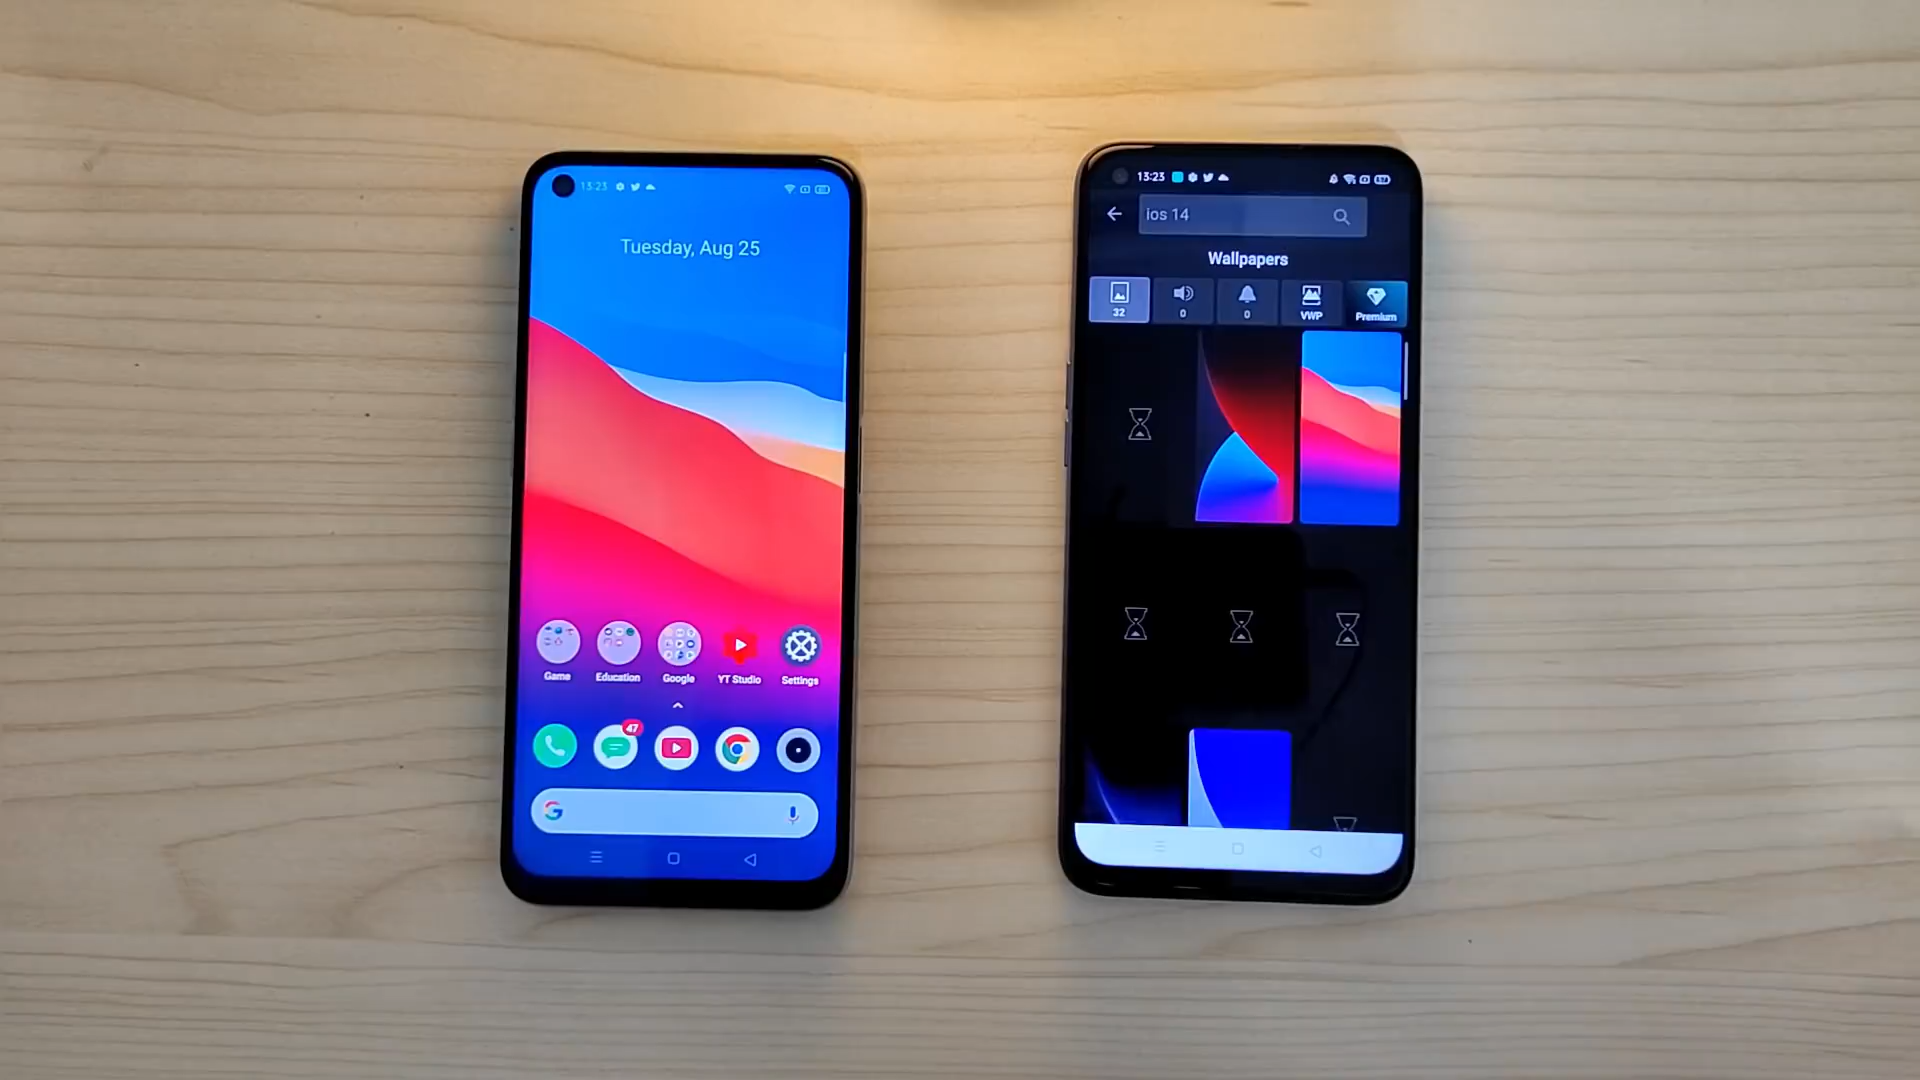 13:23
Tuesday, Aug 25
Game
Education
Google
YT Studio
Settings
47
13:23
ios 14
Wallpapers
32
0
0
VWP
Premium